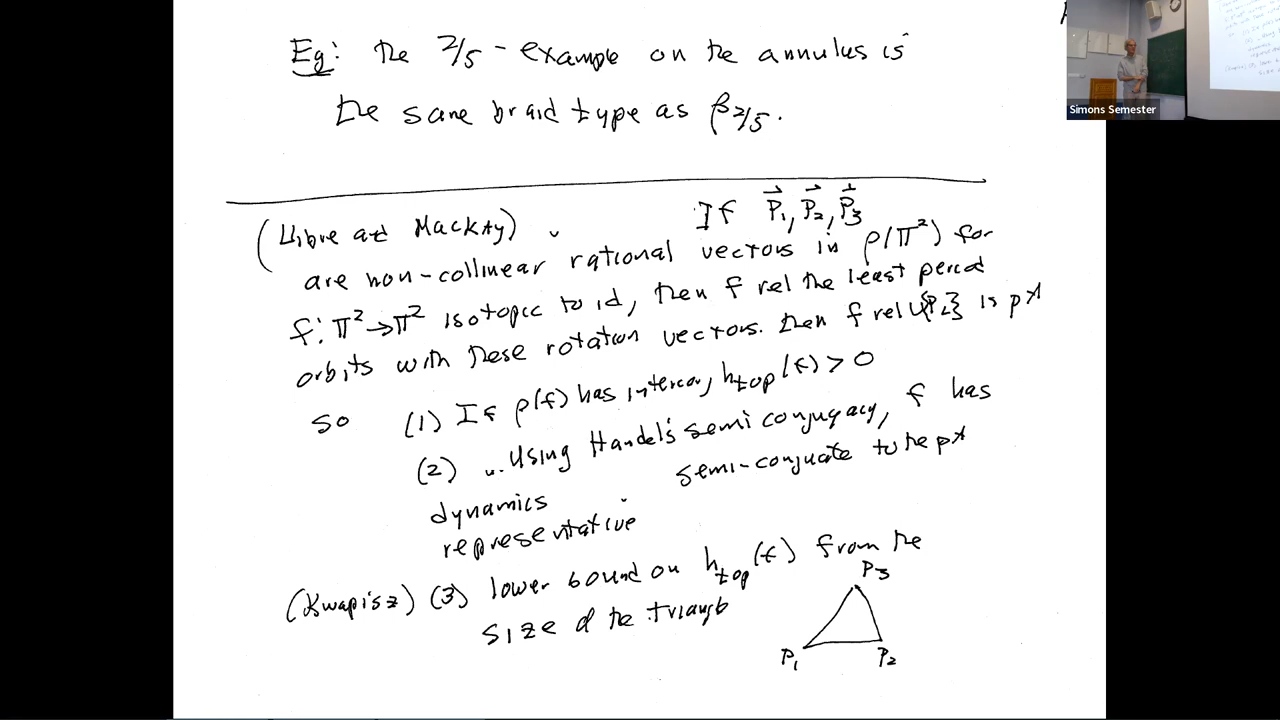 Eg: the 2/5 - example on the annulus is
the same braid type as β2/5.
(Llibre and MacKay) If P⃗1, P⃗2, P⃗3
are non-collinear rational vectors in ρ(𝕋²) for
f: 𝕋² → 𝕋² isotopic to id, then f rel the least period
orbits with these rotation vectors. then f rel ∪{Pi} is pA
so (1) If ρ(f) has interior, htop(f) > 0
(2) Using Handel's semi conjugacy, f has
dynamics semi-conjuate to the pA
representative
(Kwapisz) (3) lower bound on htop(f) from the
size of the triangle
P3
P1 P2
Simons Semester